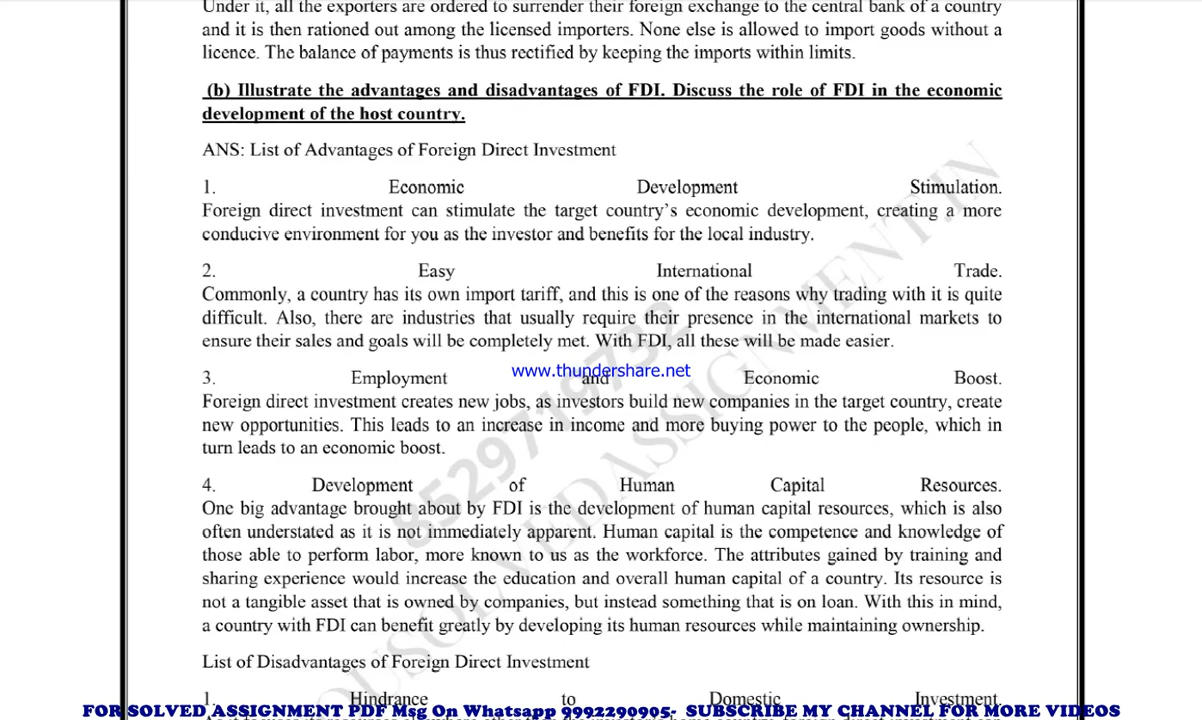 Under it, all the exporters are ordered to surrender their foreign exchange to the central bank of a country
and it is then rationed out among the licensed importers. None else is allowed to import goods without a
licence. The balance of payments is thus rectified by keeping the imports within limits.
(b) Illustrate the advantages and disadvantages of FDI. Discuss the role of FDI in the economic
development of the host country.
ANS: List of Advantages of Foreign Direct Investment
1. Economic Development Stimulation.
Foreign direct investment can stimulate the target country's economic development, creating a more
conducive environment for you as the investor and benefits for the local industry.
2. Easy International Trade.
Commonly, a country has its own import tariff, and this is one of the reasons why trading with it is quite
difficult. Also, there are industries that usually require their presence in the international markets to
ensure their sales and goals will be completely met. With FDI, all these will be made easier.
www.thundershare.net
3. Employment and Economic Boost.
Foreign direct investment creates new jobs, as investors build new companies in the target country, create
new opportunities. This leads to an increase in income and more buying power to the people, which in
turn leads to an economic boost.
4. Development of Human Capital Resources.
One big advantage brought about by FDI is the development of human capital resources, which is also
often understated as it is not immediately apparent. Human capital is the competence and knowledge of
those able to perform labor, more known to us as the workforce. The attributes gained by training and
sharing experience would increase the education and overall human capital of a country. Its resource is
not a tangible asset that is owned by companies, but instead something that is on loan. With this in mind,
a country with FDI can benefit greatly by developing its human resources while maintaining ownership.
List of Disadvantages of Foreign Direct Investment
1. Hindrance to Domestic Investment.
FOR SOLVED ASSIGNMENT PDF Msg On Whatsapp 9992290905- SUBSCRIBE MY CHANNEL FOR MORE VIDEOS
8529719732